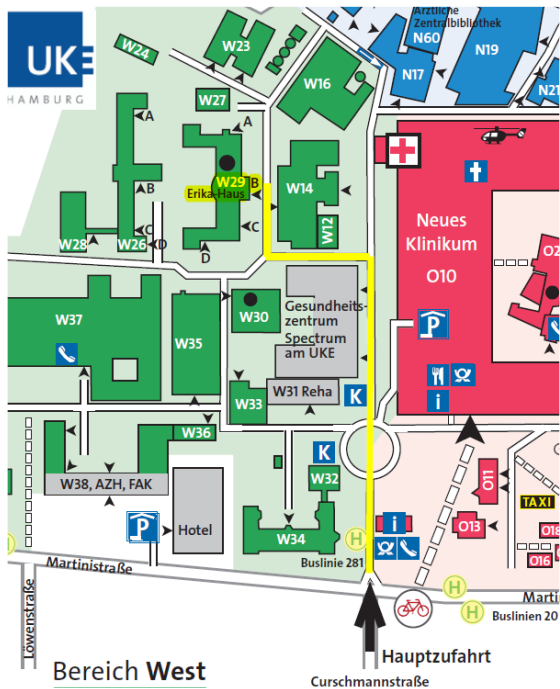 UKE
HAMBURG
W24
W23
W27
W16
Ärztliche
Zentralbibliothek
N60
N17
N19
N21
A
B
C
D
W28
W26
A
W29
B
Erika-Haus
C
D
W14
W12
Neues
Klinikum
O10
W37
W35
W30
Gesundheits-
zentrum
Spectrum
am UKE
W31 Reha
K
W33
W36
W38, AZH, FAK
P
Hotel
K
W32
W34
P
i
i
H
Buslinie 281
O11
O13
TAXI
O18
O16
Martinistraße
Löwenstraße
H
H
Martin
Buslinien 20
Hauptzufahrt
Curschmannstraße
Bereich West